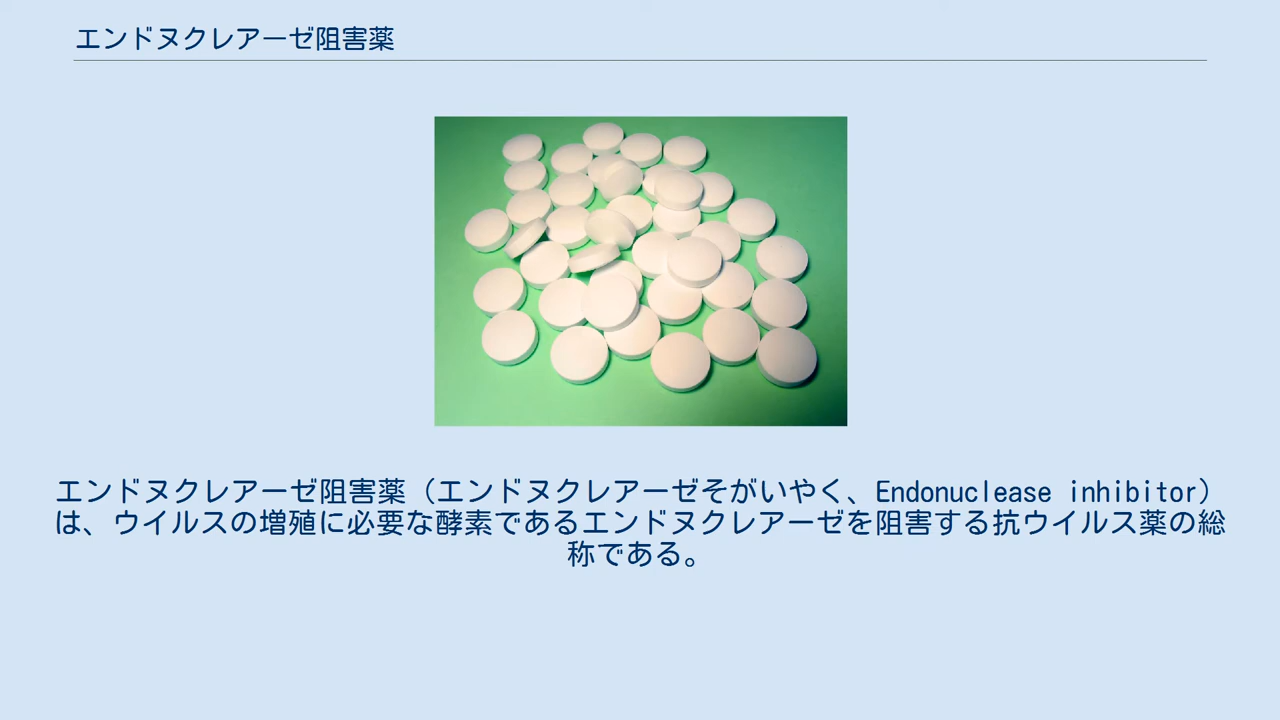 エンドヌクレアーゼ阻害薬
エンドヌクレアーゼ阻害薬（エンドヌクレアーゼそがいやく、Endonuclease inhibitor）
は、ウイルスの増殖に必要な酵素であるエンドヌクレアーゼを阻害する抗ウイルス薬の総
称である。